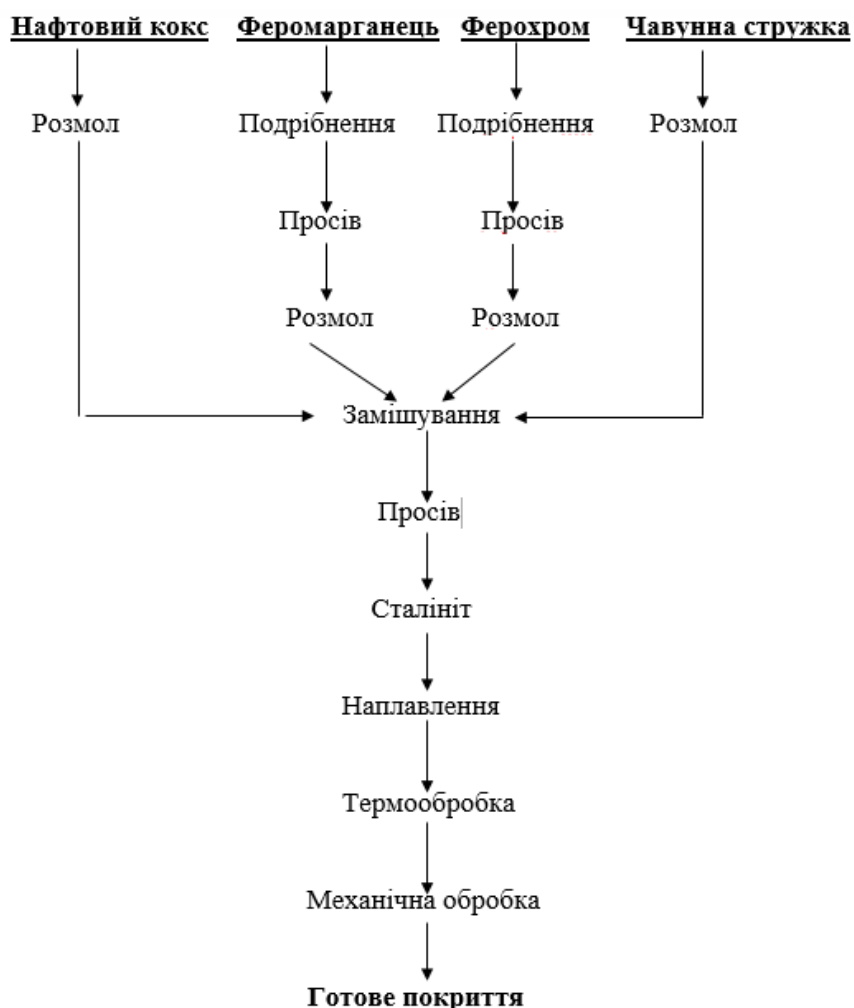 Нафтовий кокс Феромарганець Ферохром Чавунна стружка
Розмол Подрібнення Подрібнення Розмол
Просів Просів
Розмол Розмол
Замішування
Просів
Сталініт
Наплавлення
Термообробка
Механічна обробка
Готове покриття